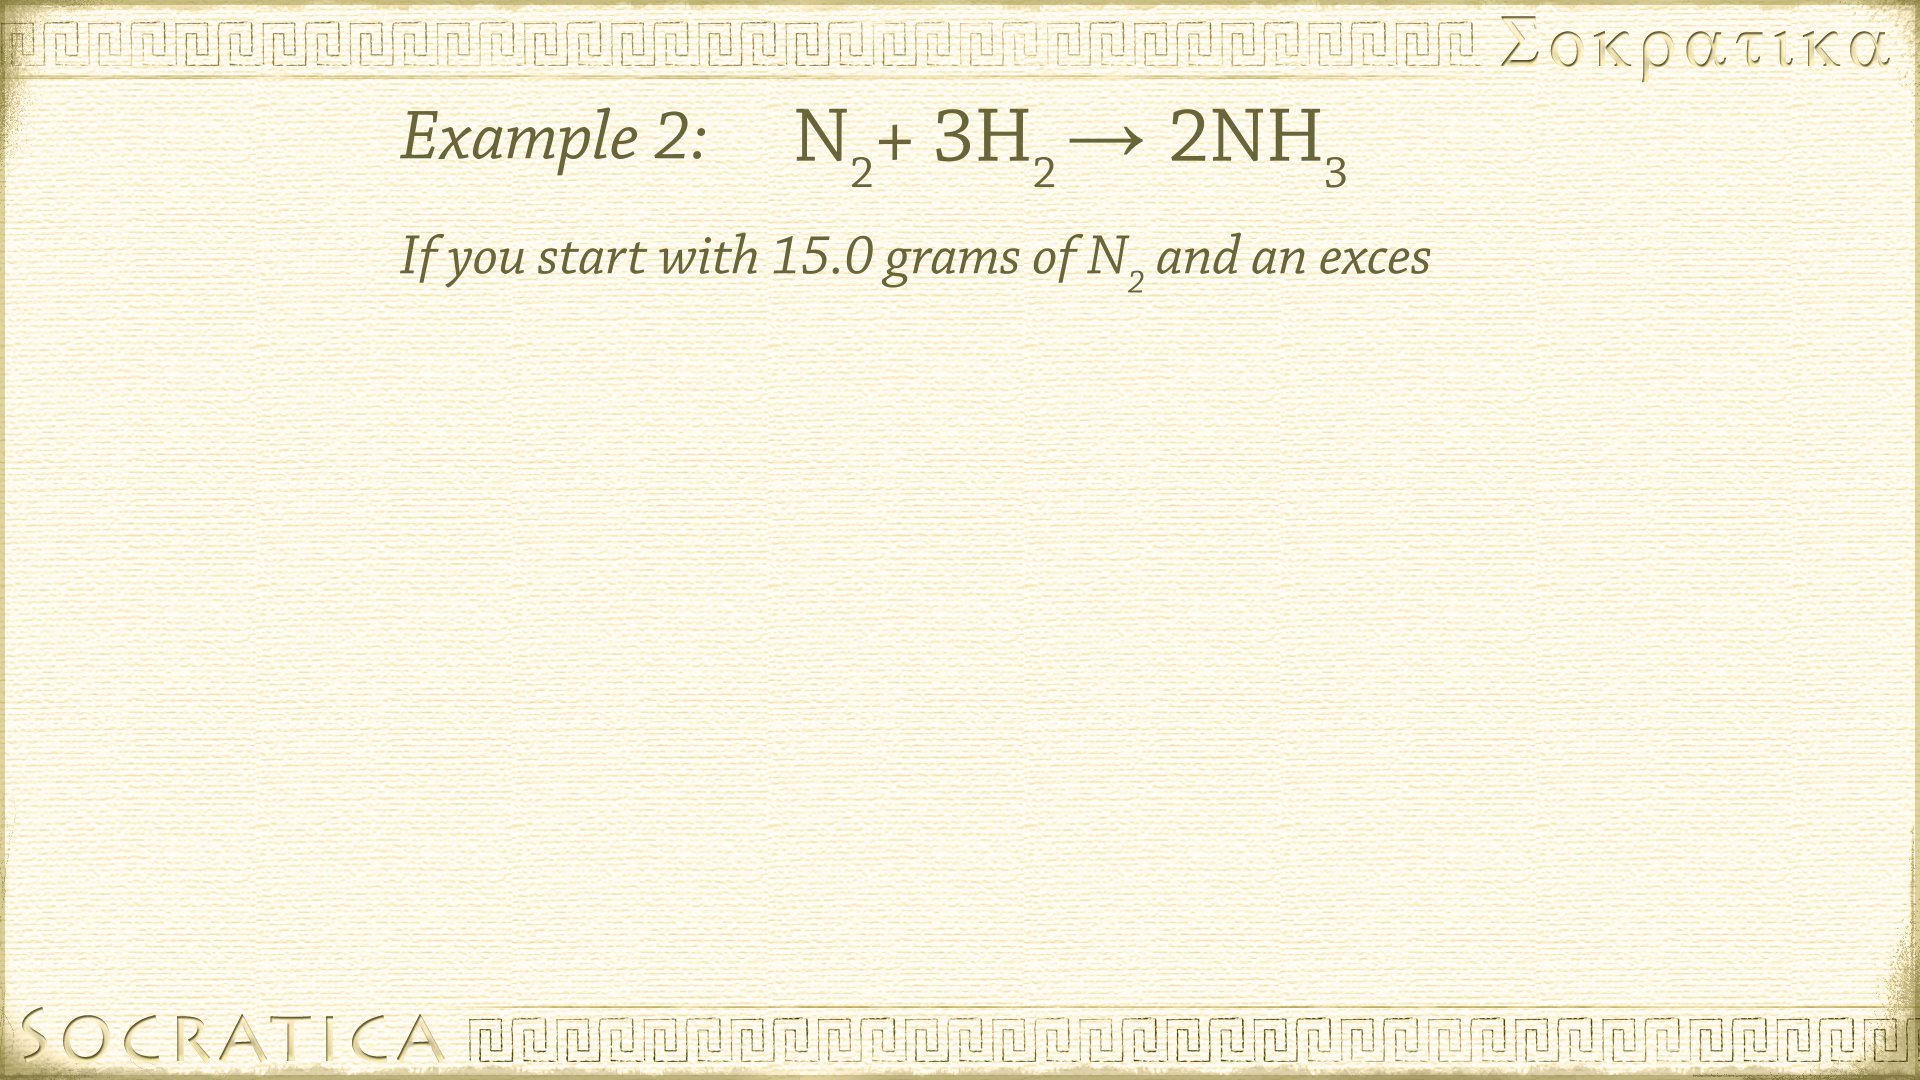 Σοκρατικα
Example 2: N₂+ 3H₂ → 2NH₃
If you start with 15.0 grams of N₂ and an exces
SOCRATICA